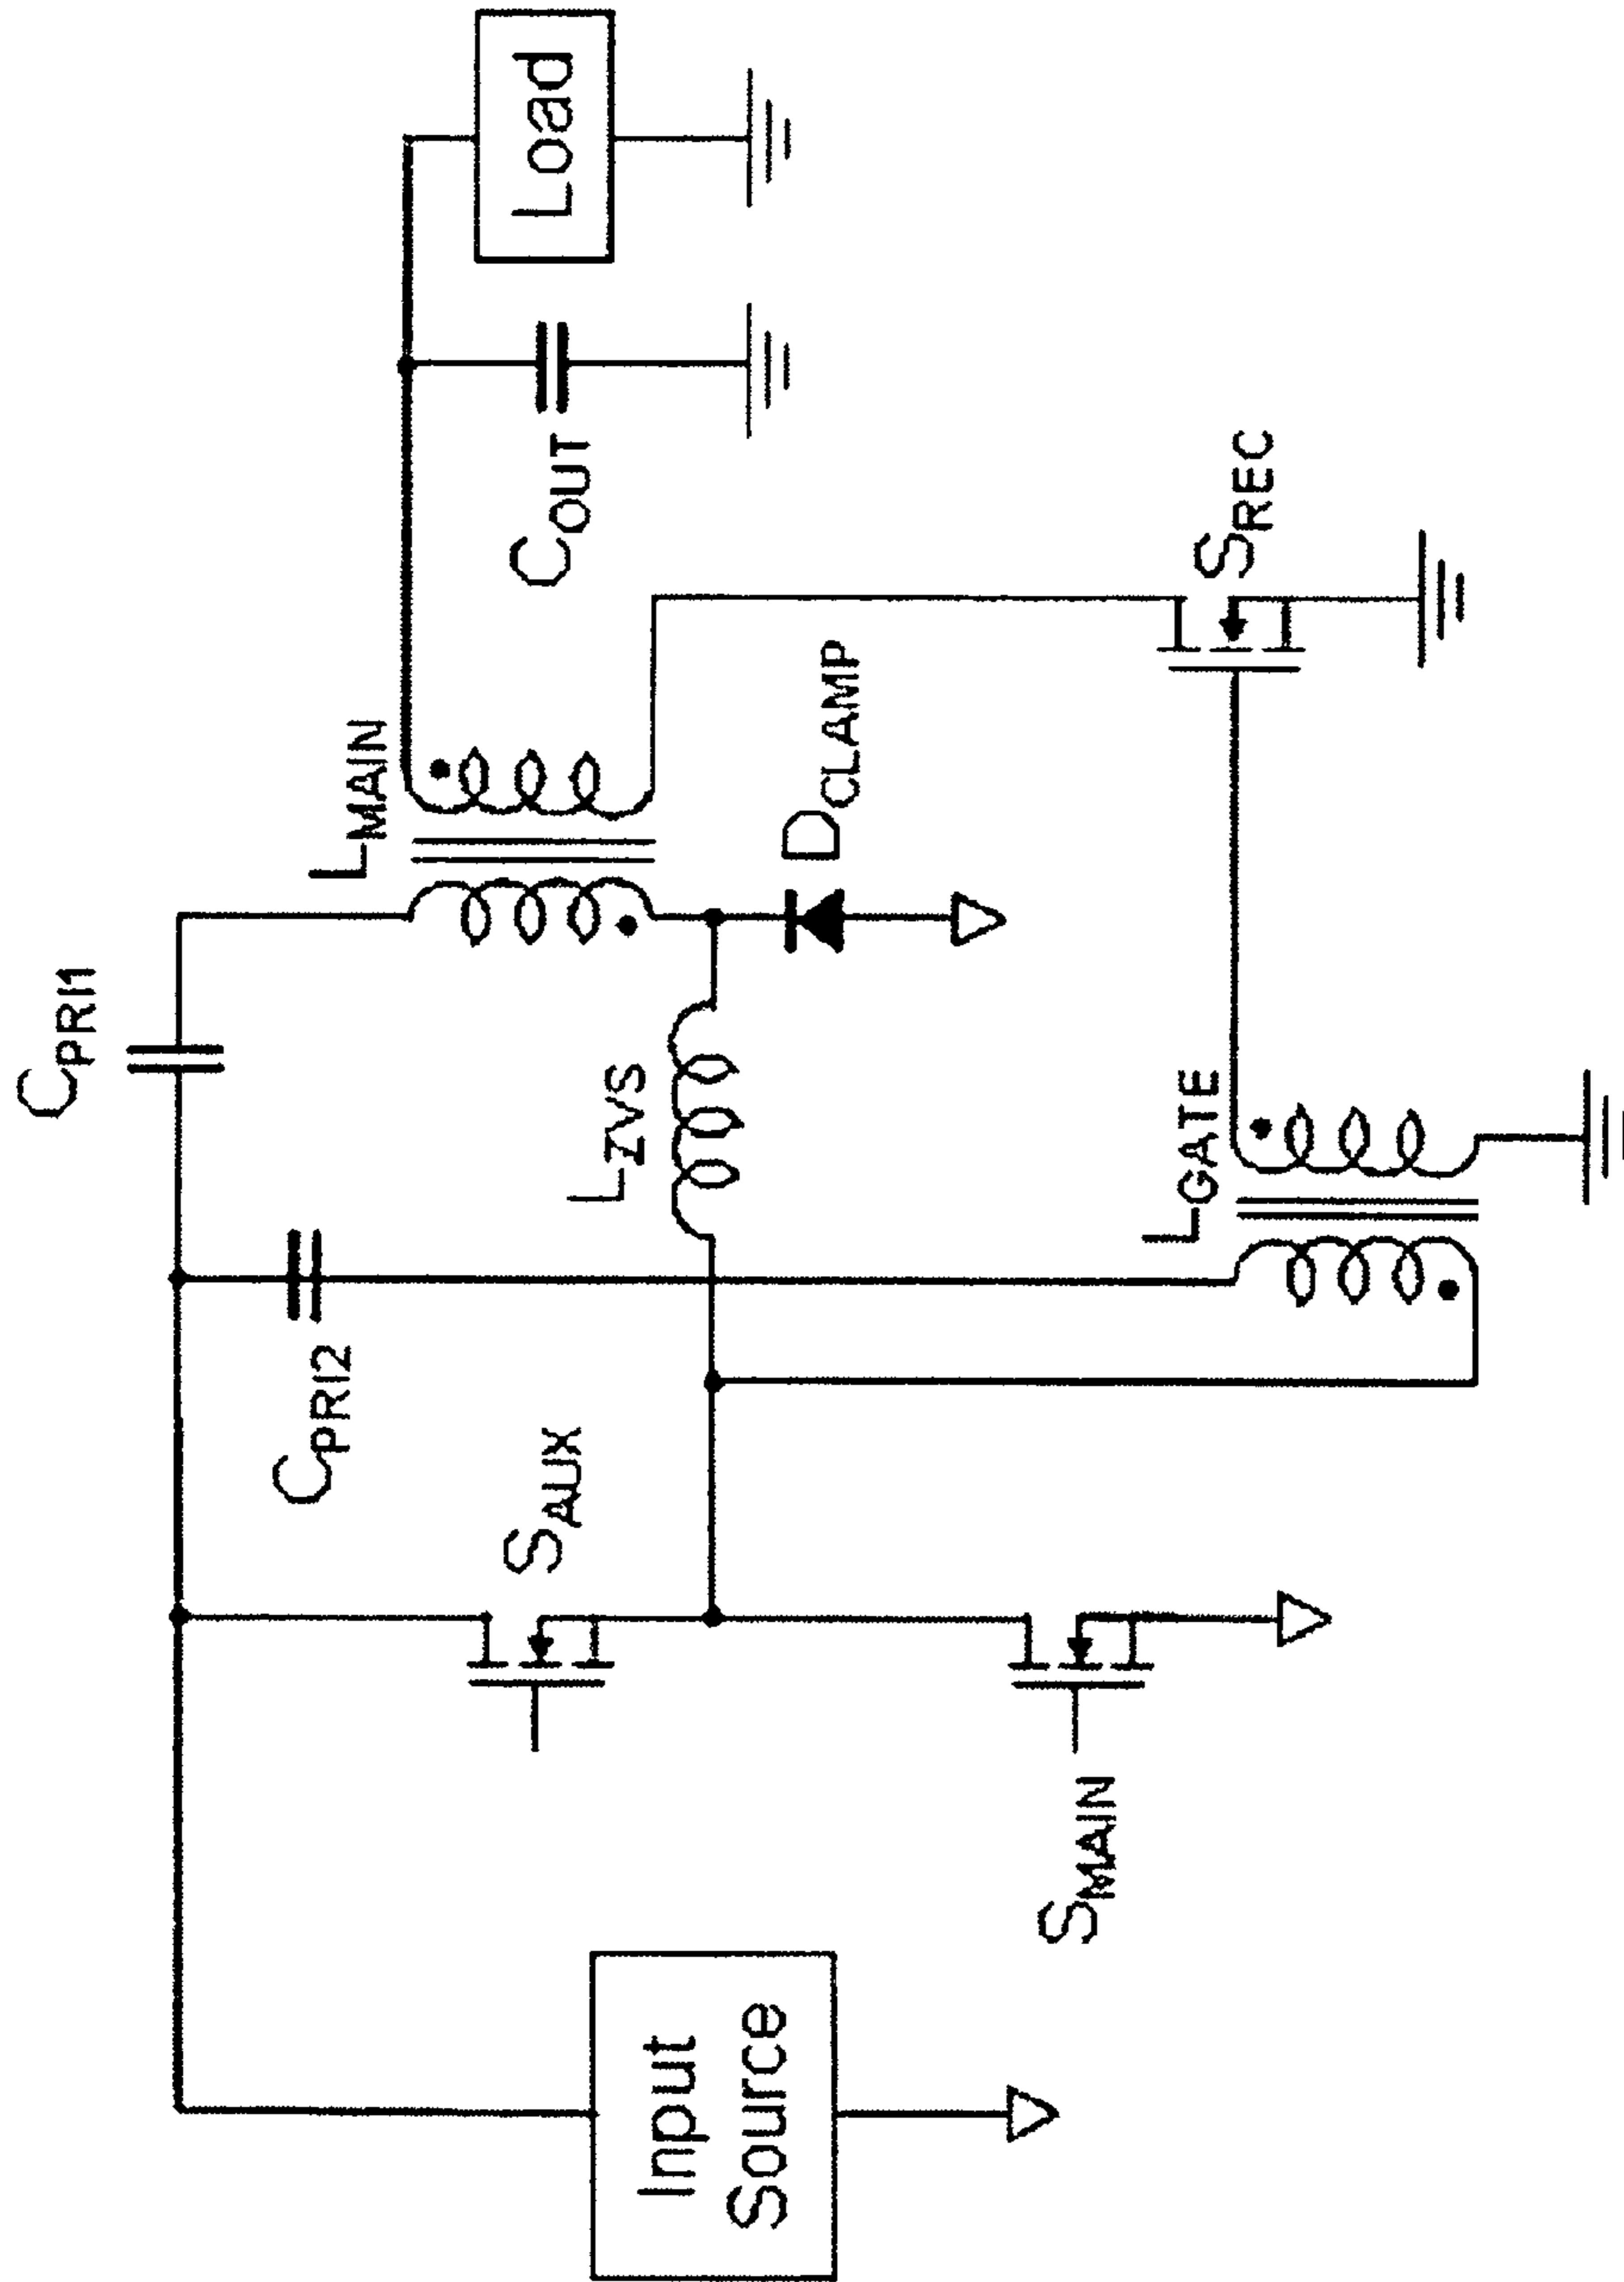 Input
Source
SMAIN
SAUX
CPRI2
CPRI1
LZVS
LGATE
LMAIN
DCLAMP
SREC
COUT
Load